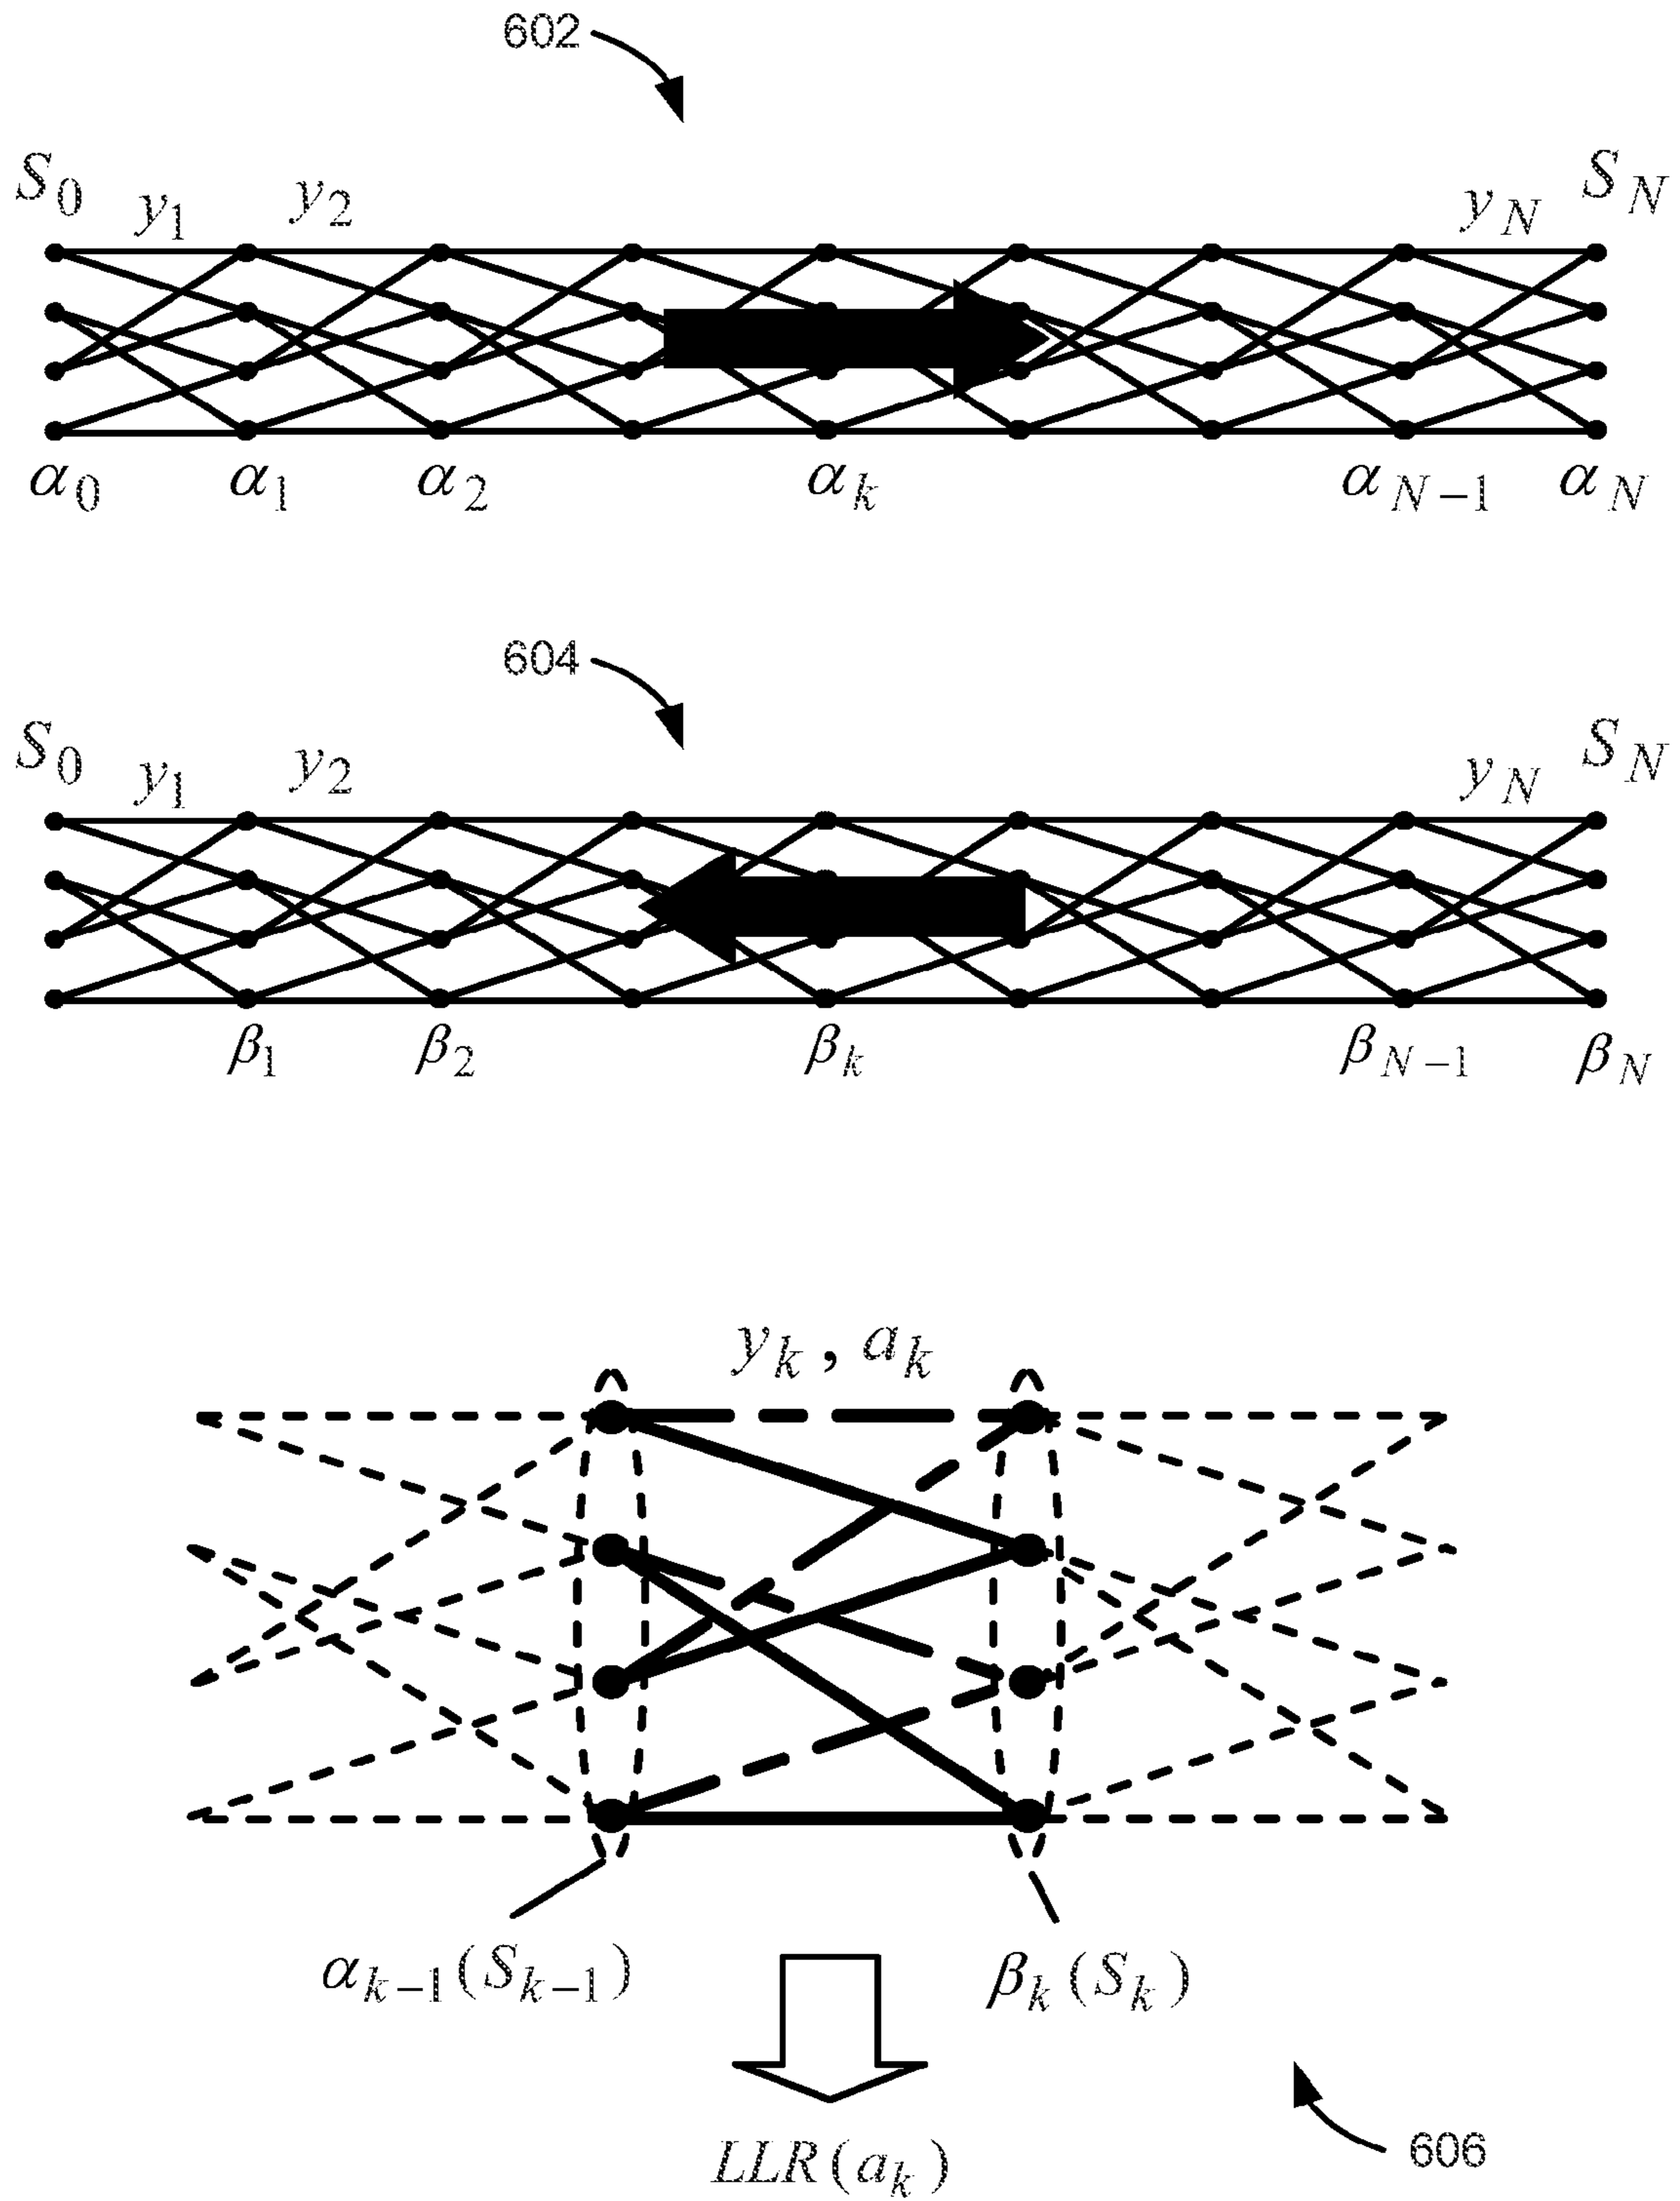 602
S0 y1 y2 yN SN
α0 α1 α2 αk αN−1 αN
604
S0 y1 y2 yN SN
β1 β2 βk βN−1 βN
yk , ak
αk−1(Sk−1) βk(Sk)
LLR(ak)
606